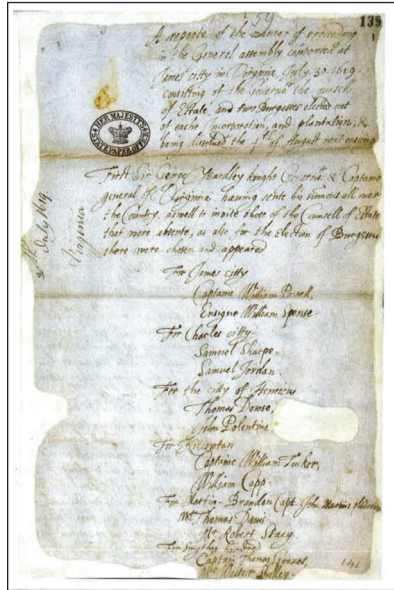 59
139
1
A reporte of the manner of proceeding
in the General assembly convented at
James citty in Virginia, July 30. 1619.
consisting of the Governor, the counsell
of Estate and two Burgesses elected out
of eache Incorporation, and plantation, &
being dissolved the 4th of August next ensuing
HER MAJESTY'S
STATE PAPER OFFICE
July 1619.
Virginia
First Sir George Yeardley knight Governor & Captaine
general of Virginia having sente his summons all over
the Country, aswell to invite those of the Counsell of Estate
that were absente, as also for the Election of Burgesses
there were chosen and appeared
For James citty
Captaine William Powell,
Ensigne William Spense
For Charles citty.
Samuel Sharpe,
Samuel Jordan.
For the citty of Henricus
Thomas Dowse,
John Polentine
For Kiccowtan
Captaine William Tucker,
William Capp.
For Martin-Brandon Capt. John Martins
Mr Thomas Davis
Mr Robert Stacy.
Captain Thomas Graves,
Mr Walter Shelley.
141